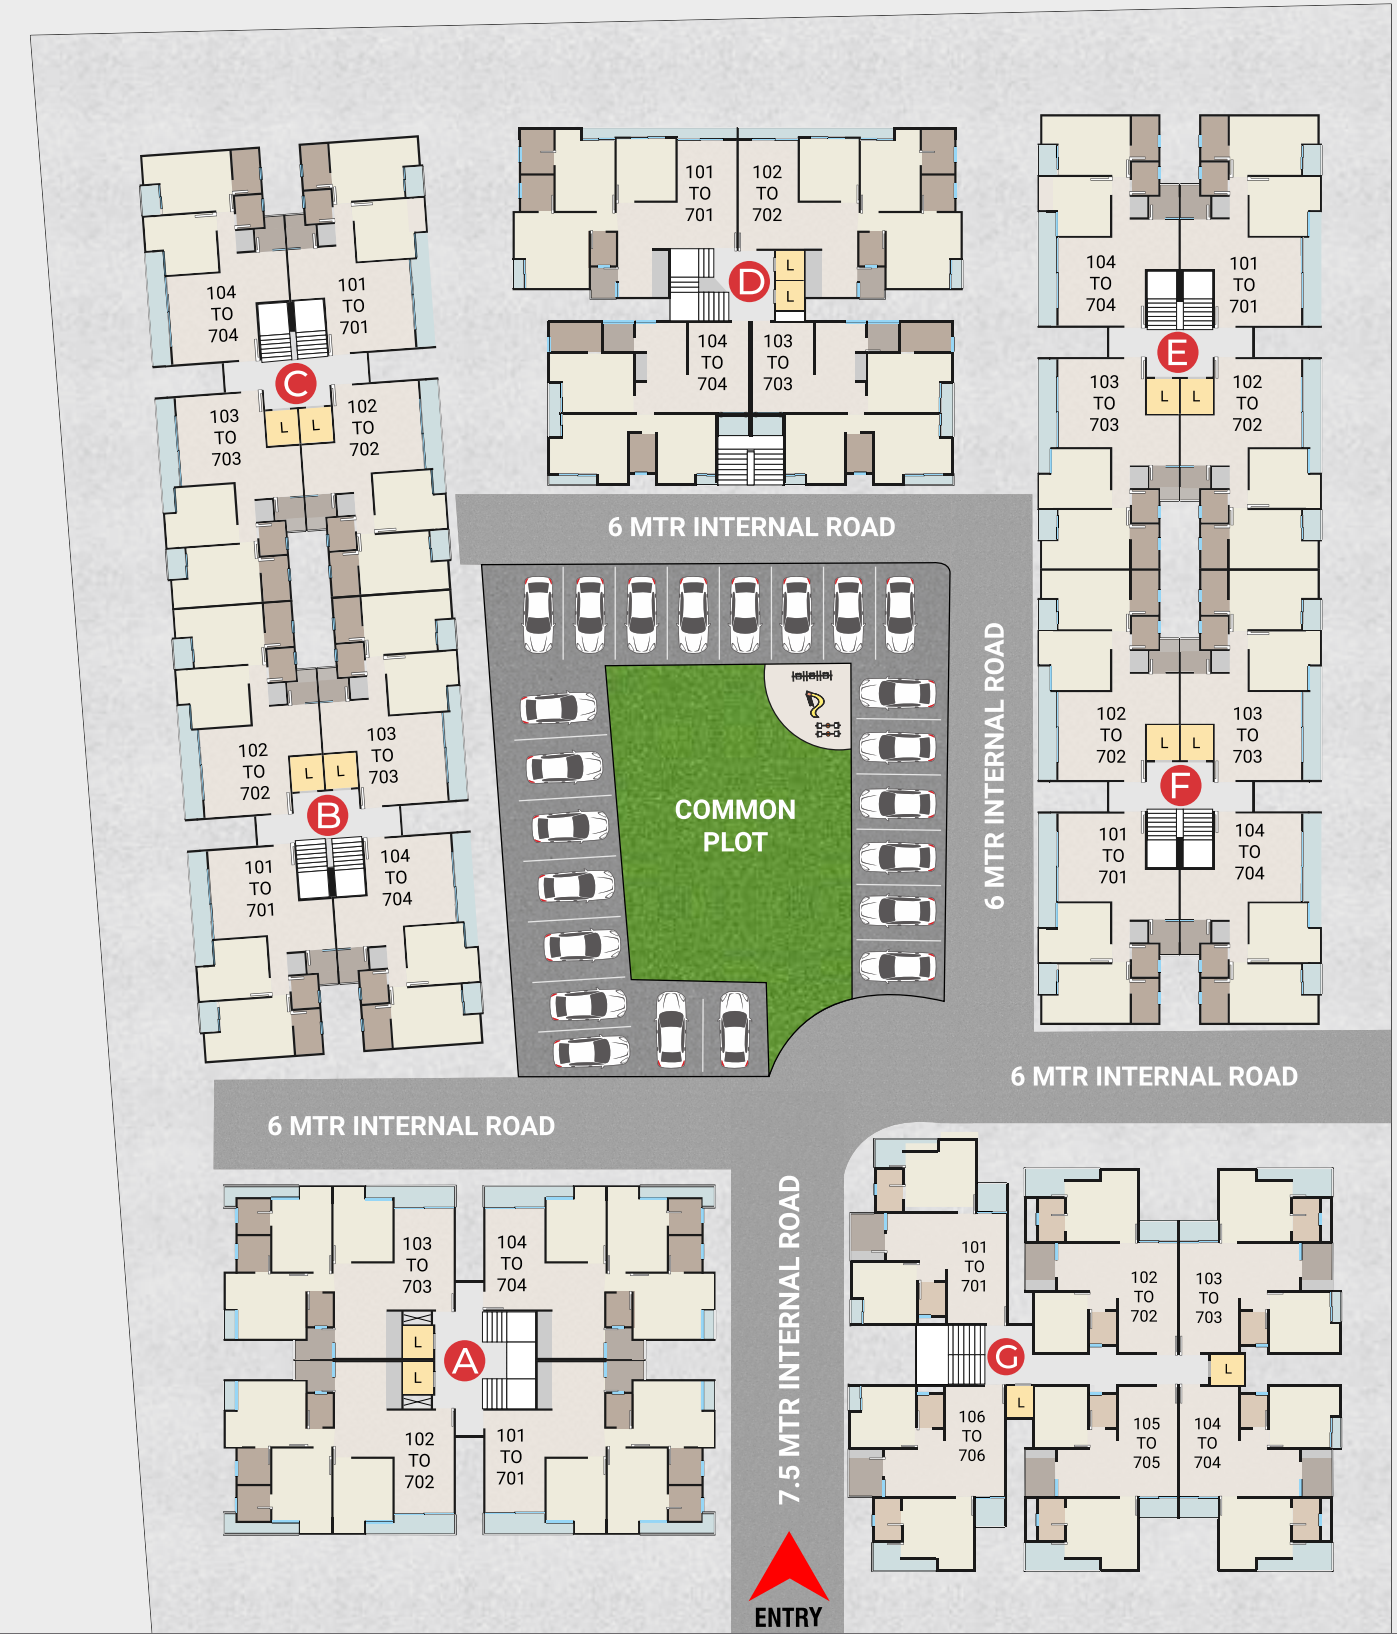 101
TO
701
102
TO
702
D
L
L
104
TO
704
103
TO
703
104
TO
704
101
TO
701
C
103
TO
703
L
L
102
TO
702
104
TO
704
101
TO
701
E
103
TO
703
L
L
102
TO
702
6 MTR INTERNAL ROAD
6 MTR INTERNAL ROAD
COMMON
PLOT
102
TO
702
L
L
103
TO
703
B
101
TO
701
104
TO
704
102
TO
702
L
L
103
TO
703
F
101
TO
701
104
TO
704
6 MTR INTERNAL ROAD
6 MTR INTERNAL ROAD
103
TO
703
104
TO
704
L
L
A
102
TO
702
101
TO
701
7.5 MTR INTERNAL ROAD
101
TO
701
102
TO
702
103
TO
703
G
L
L
106
TO
706
105
TO
705
104
TO
704
ENTRY